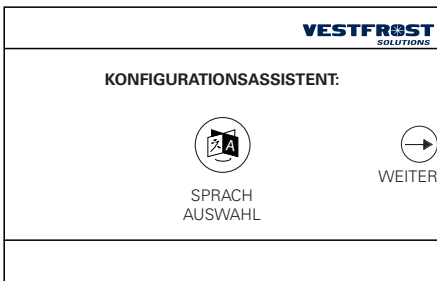 VESTFROST
SOLUTIONS
KONFIGURATIONSASSISTENT:
SPRACH
AUSWAHL
WEITER